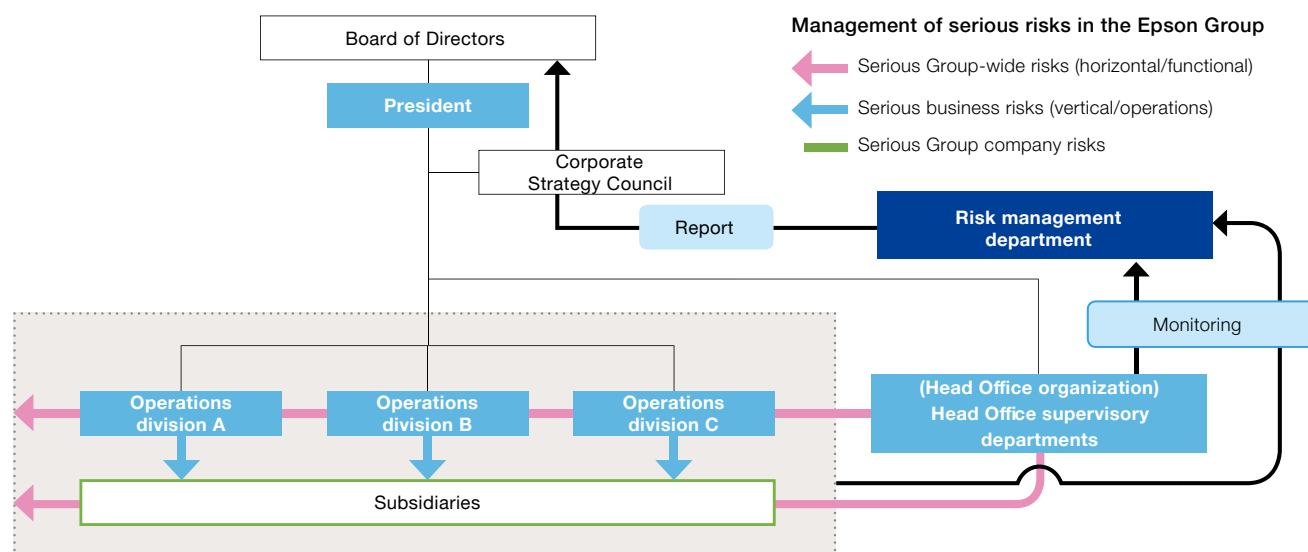 Management of serious risks in the Epson Group
Serious Group-wide risks (horizontal/functional)
Serious business risks (vertical/operations)
Serious Group company risks
Board of Directors
President
Corporate
Strategy Council
Report
Risk management
department
Monitoring
Operations
division A
Operations
division B
Operations
division C
(Head Office organization)
Head Office supervisory
departments
Subsidiaries